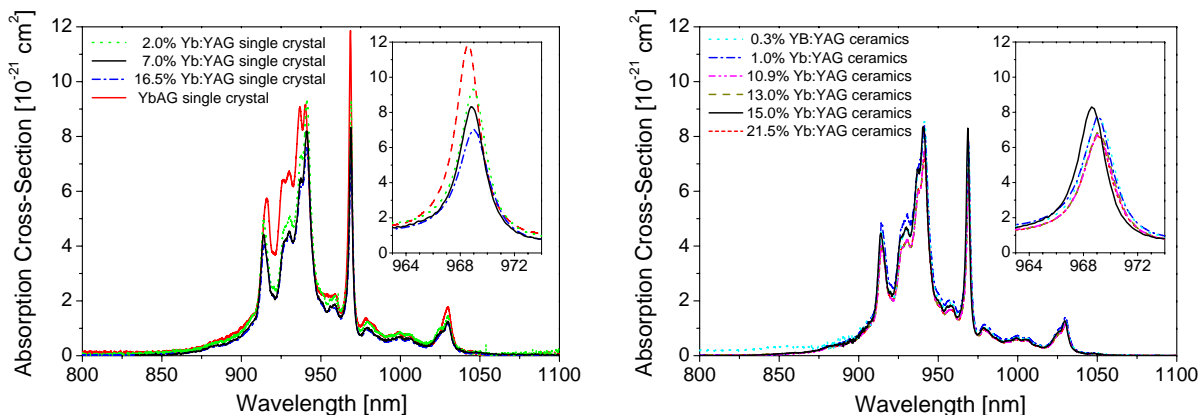 12
10
8
6
4
2
0
Absorption Cross-Section [10⁻²¹ cm²]
2.0% Yb:YAG single crystal
7.0% Yb:YAG single crystal
16.5% Yb:YAG single crystal
YbAG single crystal
12
10
8
6
4
2
0
964 968 972
800 850 900 950 1000 1050 1100
Wavelength [nm]
12
10
8
6
4
2
0
Absorption Cross-Section [10⁻²¹ cm²]
0.3% YB:YAG ceramics
1.0% Yb:YAG ceramics
10.9% Yb:YAG ceramics
13.0% Yb:YAG ceramics
15.0% Yb:YAG ceramics
21.5% Yb:YAG ceramics
12
10
8
6
4
2
0
964 968 972
800 850 900 950 1000 1050 1100
Wavelength [nm]